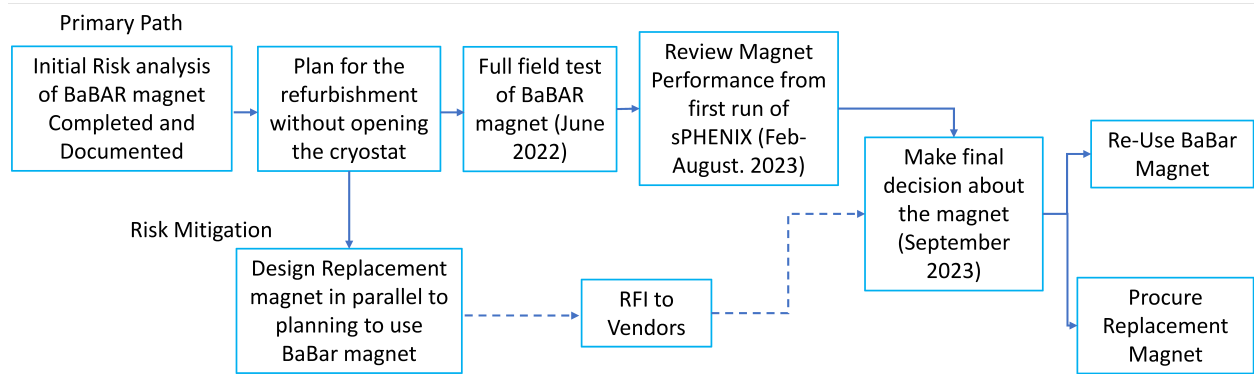 Primary Path
Initial Risk analysis
of BaBAR magnet
Completed and
Documented
Plan for the
refurbishment
without opening
the cryostat
Full field test
of BaBAR
magnet (June
2022)
Review Magnet
Performance from
first run of
sPHENIX (Feb-
August. 2023)
Make final
decision about
the magnet
(September
2023)
Re-Use BaBar
Magnet
Risk Mitigation
Design Replacement
magnet in parallel to
planning to use
BaBar magnet
RFI to
Vendors
Procure
Replacement
Magnet